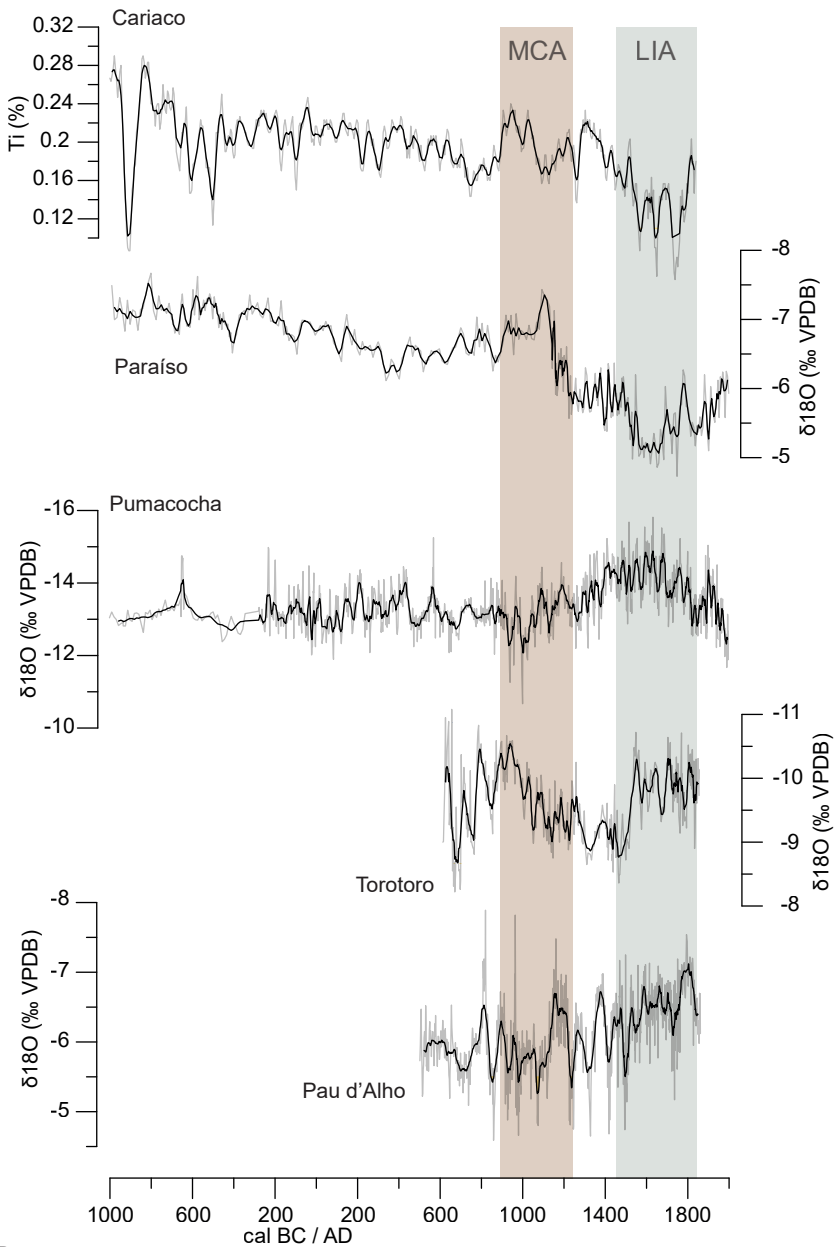 Cariaco
MCA
LIA
Ti (%)
0.32
0.28
0.24
0.2
0.16
0.12
Paraíso
δ18O (‰ VPDB)
-8
-7
-6
-5
Pumacocha
δ18O (‰ VPDB)
-16
-14
-12
-10
Torotoro
δ18O (‰ VPDB)
-11
-10
-9
-8
Pau d'Alho
δ18O (‰ VPDB)
-8
-7
-6
-5
1000 600 200 200 600 1000 1400 1800
cal BC / AD